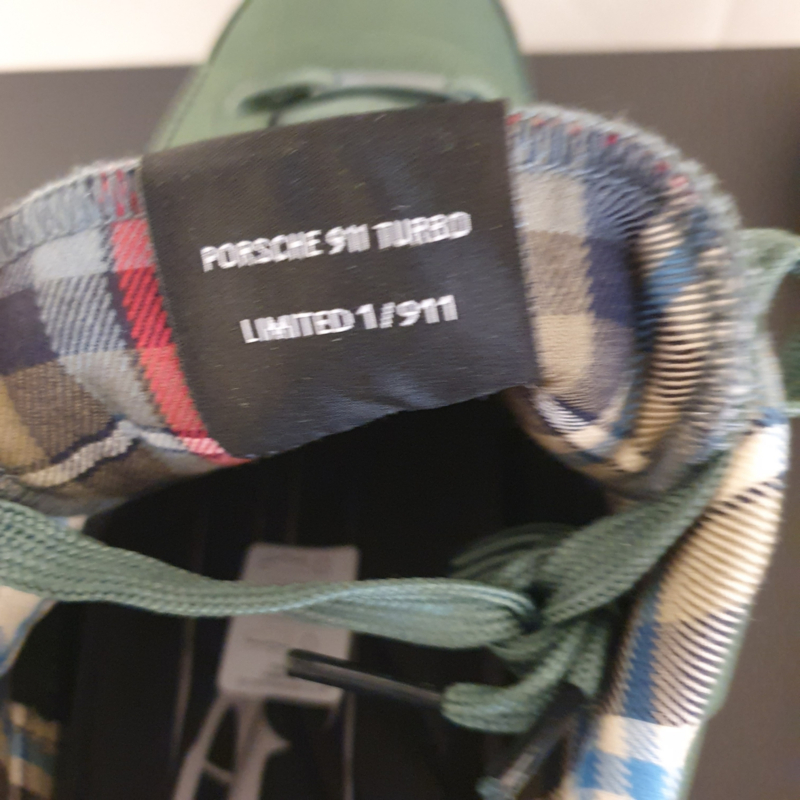 PORSCHE 911 TURBO
LIMITED 1/911